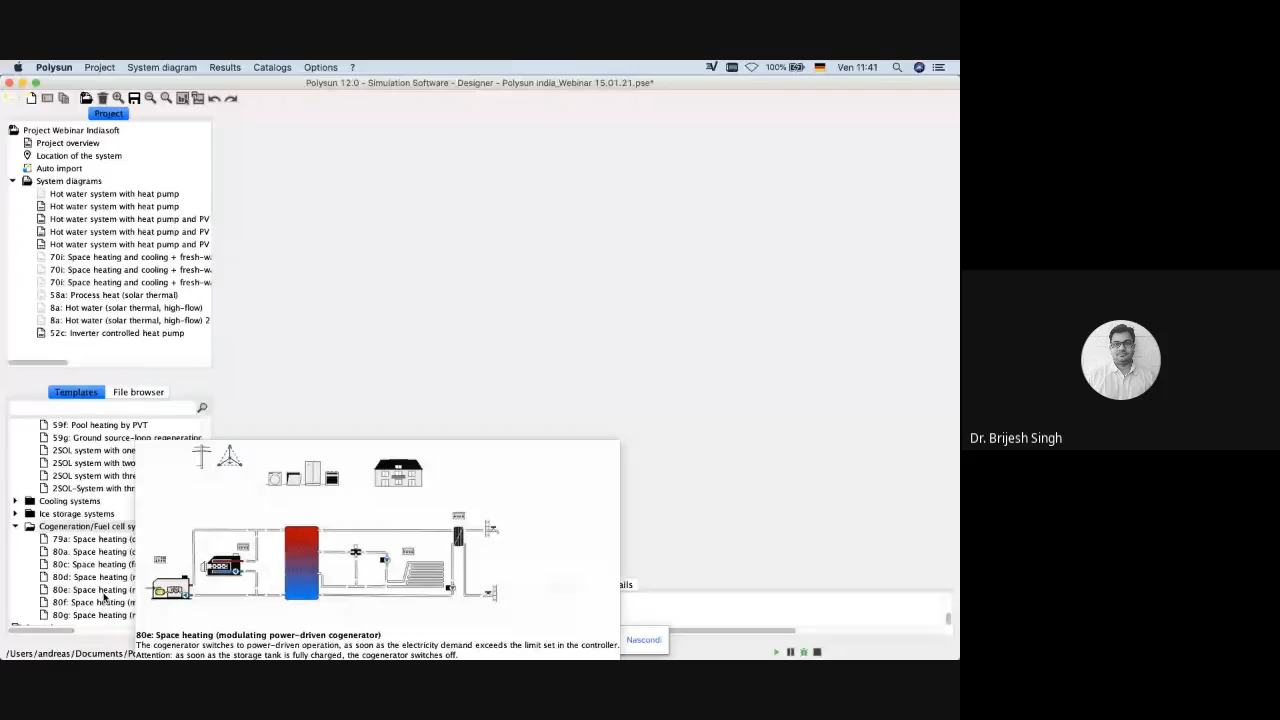 Polysun Project System diagram Results Catalogs Options ? 100% Ven 11:41
Polysun 12.0 - Simulation Software - Designer - Polysun india_Webinar 15.01.21.pse*
Project
Project Webinar Indiasoft
Project overview
Location of the system
Auto import
System diagrams
Hot water system with heat pump
Hot water system with heat pump
Hot water system with heat pump and PV
Hot water system with heat pump and PV
Hot water system with heat pump and PV
70i: Space heating and cooling + fresh-wa
70i: Space heating and cooling + fresh-wa
70i: Space heating and cooling + fresh-wa
58a: Process heat (solar thermal)
8a: Hot water (solar thermal, high-flow)
8a: Hot water (solar thermal, high-flow) 2
52c: Inverter controlled heat pump
Templates File browser
59f: Pool heating by PVT
59g: Ground source-loop regeneration
2SOL system with one
2SOL system with two
2SOL system with thre
2SOL-System with thr
Cooling systems
Ice storage systems
Cogeneration/Fuel cell sy
79a: Space heating (c
80a: Space heating (c
80c: Space heating (f
80d: Space heating (r
80e: Space heating (r
80f: Space heating (m
80g: Space heating (r
80e: Space heating (modulating power-driven cogenerator)
The cogenerator switches to power-driven operation, as soon as the electricity demand exceeds the limit set in the controller.
Attention: as soon as the storage tank is fully charged, the cogenerator switches off.
ails
Nascondi
/Users/andreas/Documents/Po
Dr. Brijesh Singh